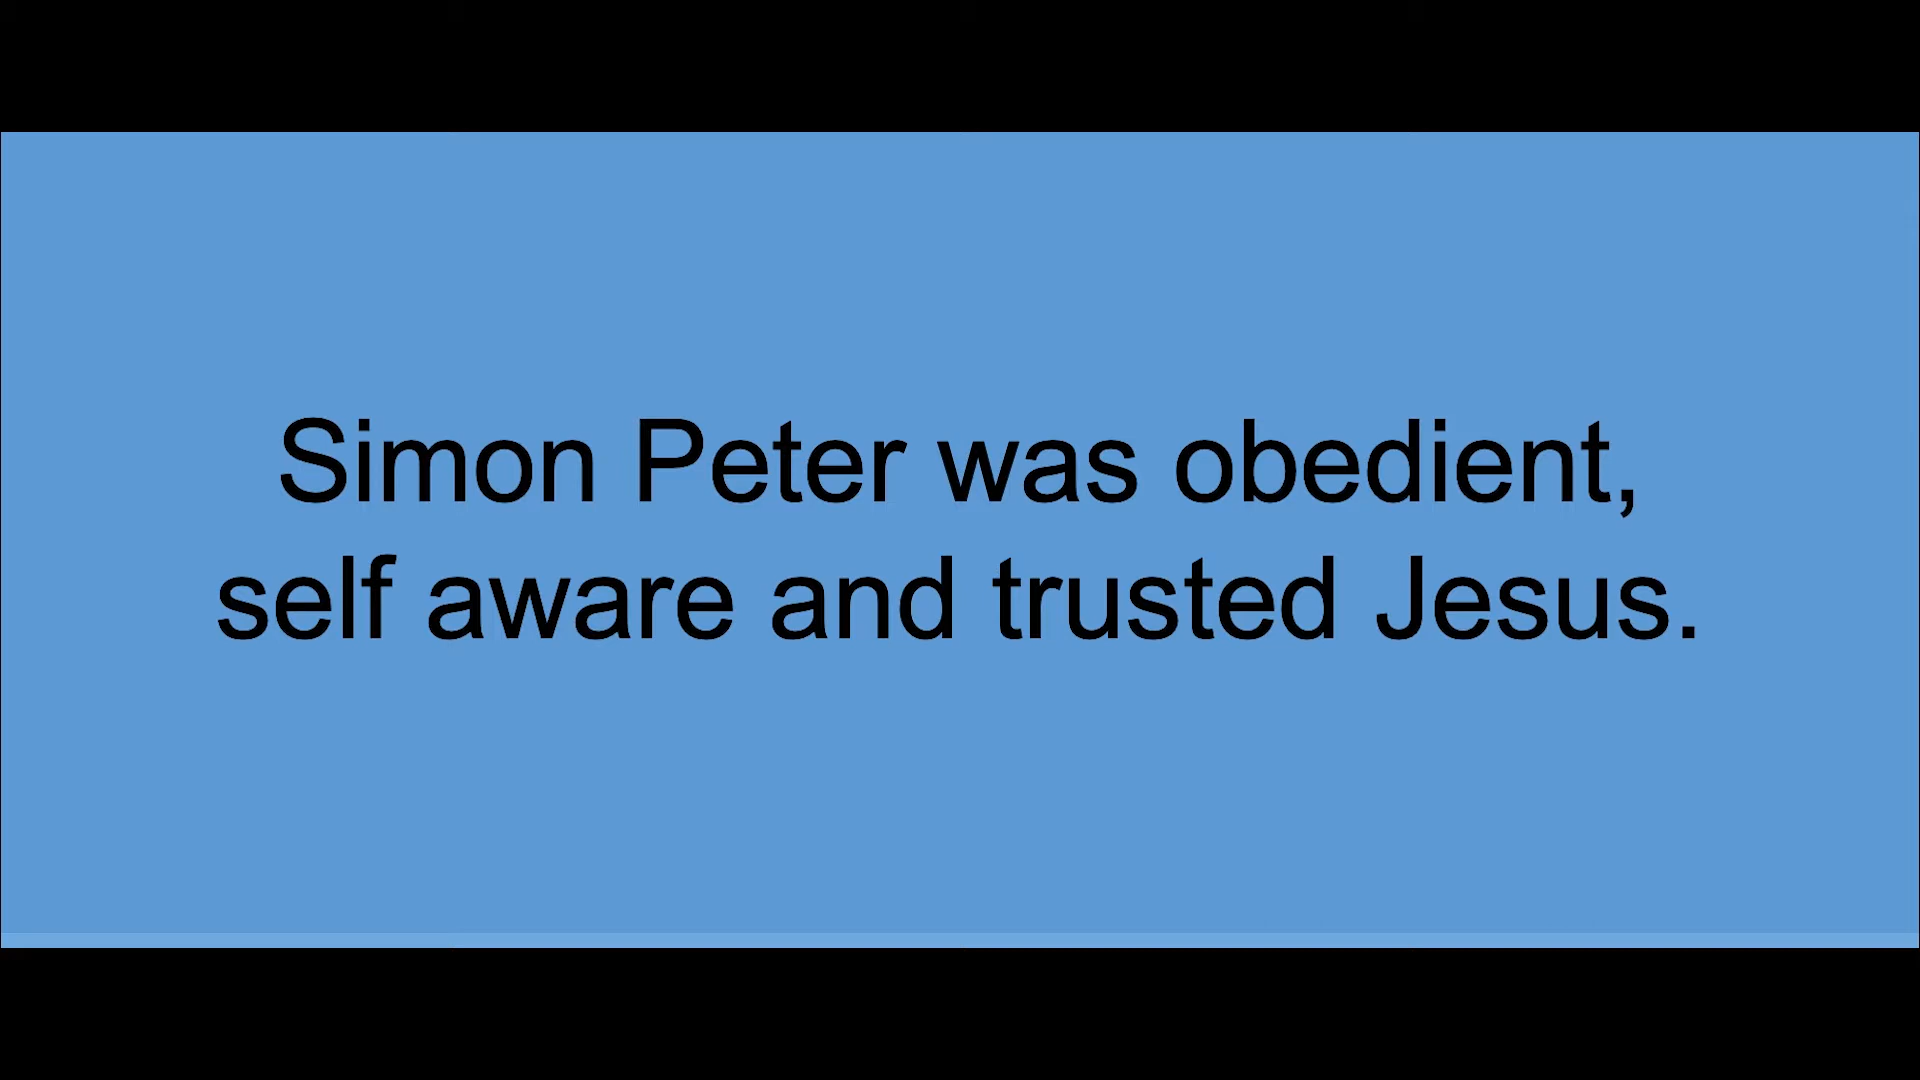 Simon Peter was obedient,
self aware and trusted Jesus.